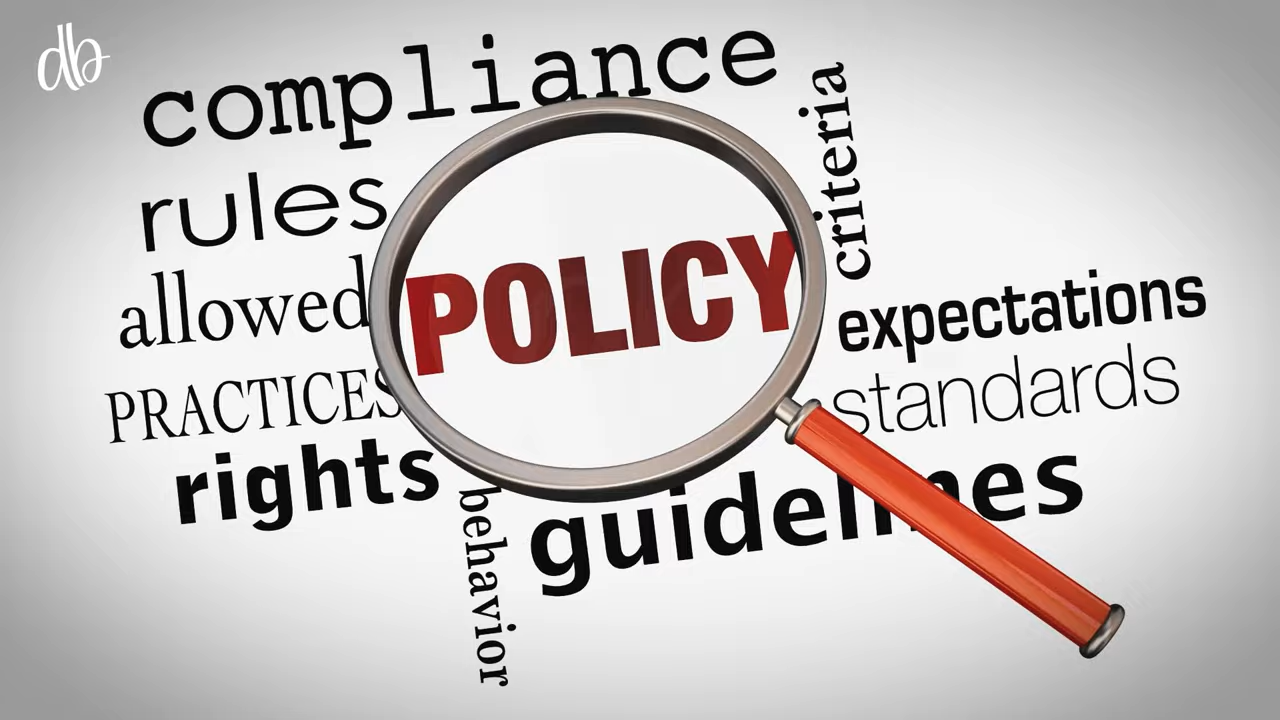 db
compliance
rules
criteria
allowed
POLICY
expectations
PRACTICES
standards
rights
behavior
guidelines